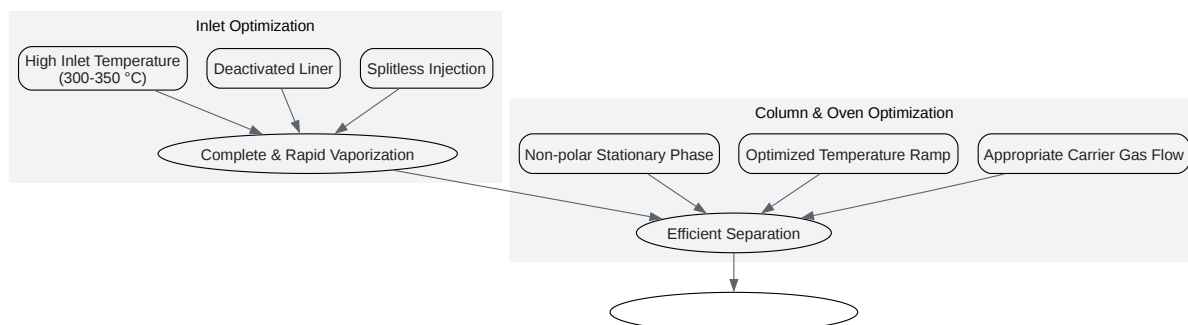 Inlet Optimization
High Inlet Temperature
(300-350 °C)
Deactivated Liner
Splitless Injection
Complete & Rapid Vaporization
Column & Oven Optimization
Non-polar Stationary Phase
Optimized Temperature Ramp
Appropriate Carrier Gas Flow
Efficient Separation